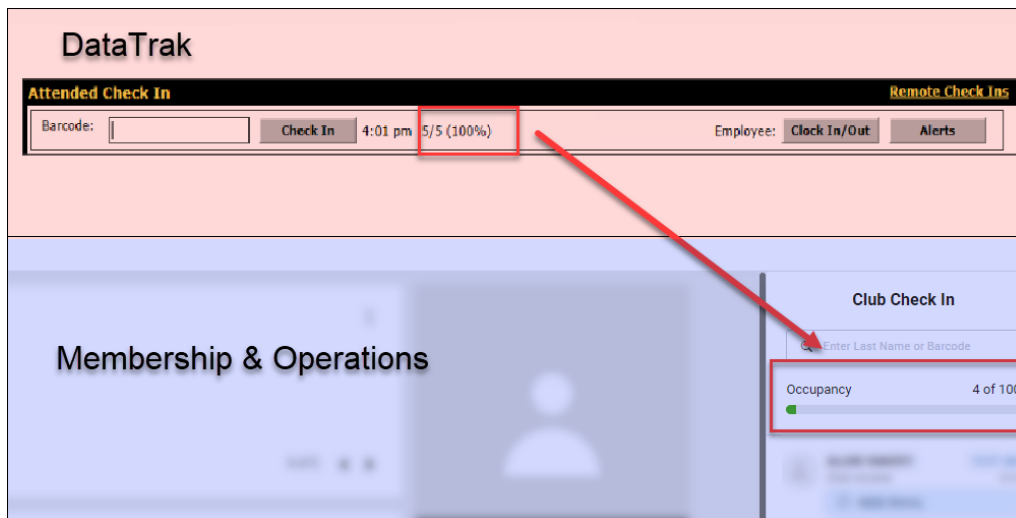 DataTrak
Attended Check In
Remote Check Ins
Barcode:
Check In
4:01 pm
5/5 (100%)
Employee:
Clock In/Out
Alerts
Club Check In
Enter Last Name or Barcode
Membership & Operations
Occupancy
4 of 100